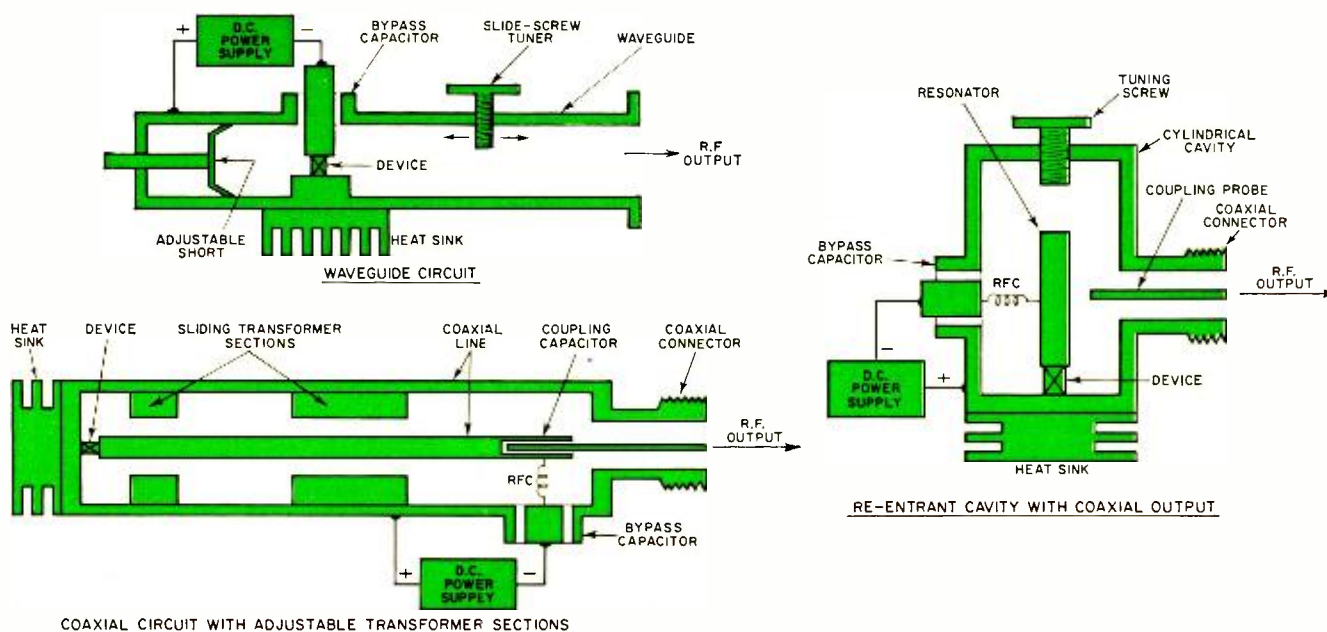 +
D.C.
POWER
SUPPLY
-
BYPASS
CAPACITOR
SLIDE-SCREW
TUNER
WAVEGUIDE
DEVICE
R.F.
OUTPUT
ADJUSTABLE
SHORT
HEAT SINK
WAVEGUIDE CIRCUIT
HEAT
SINK
DEVICE
SLIDING TRANSFORMER
SECTIONS
COAXIAL
LINE
COUPLING
CAPACITOR
COAXIAL
CONNECTOR
R.F.
OUTPUT
RFC
BYPASS
CAPACITOR
+
D.C.
POWER
SUPPLY
-
COAXIAL CIRCUIT WITH ADJUSTABLE TRANSFORMER SECTIONS
RESONATOR
TUNING
SCREW
CYLINDRICAL
CAVITY
COUPLING PROBE
COAXIAL
CONNECTOR
BYPASS
CAPACITOR
RFC
R.F.
OUTPUT
-
+
D.C.
POWER
SUPPLY
DEVICE
HEAT SINK
RE-ENTRANT CAVITY WITH COAXIAL OUTPUT